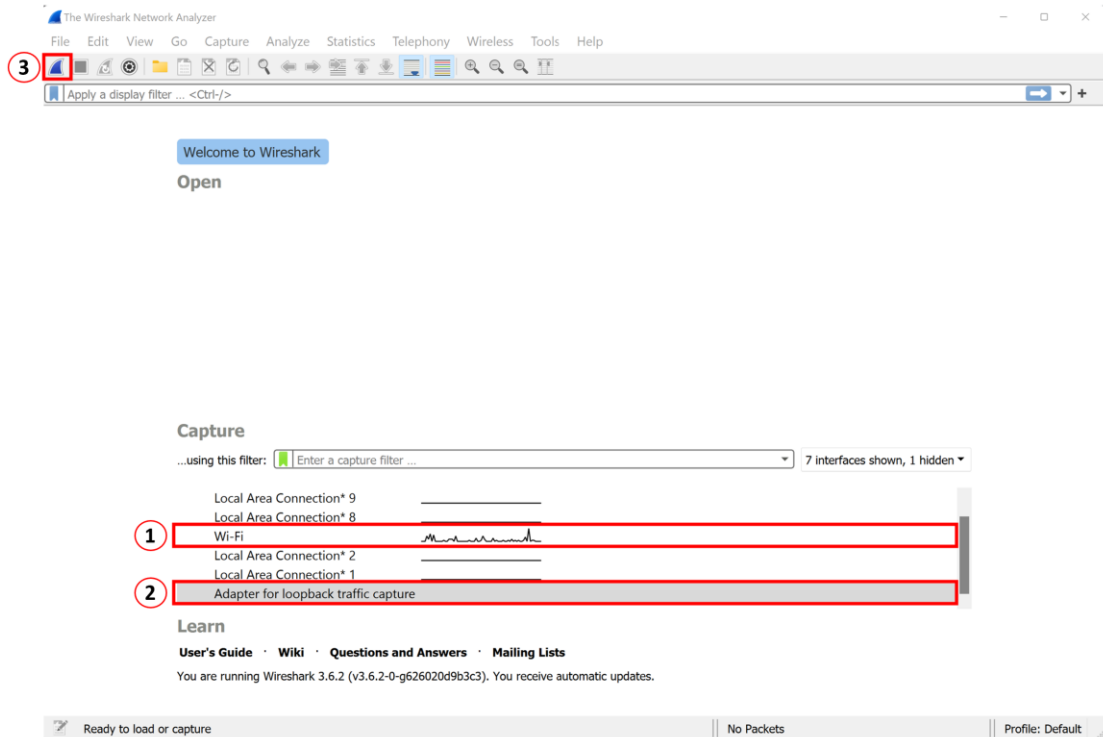 The Wireshark Network Analyzer
File Edit View Go Capture Analyze Statistics Telephony Wireless Tools Help
3
Apply a display filter ... <Ctrl-/>
Welcome to Wireshark
Open
Capture
...using this filter: Enter a capture filter ... 7 interfaces shown, 1 hidden
Local Area Connection* 9
Local Area Connection* 8
1 Wi-Fi
Local Area Connection* 2
Local Area Connection* 1
2 Adapter for loopback traffic capture
Learn
User's Guide · Wiki · Questions and Answers · Mailing Lists
You are running Wireshark 3.6.2 (v3.6.2-0-g626020d9b3c3). You receive automatic updates.
Ready to load or capture No Packets Profile: Default